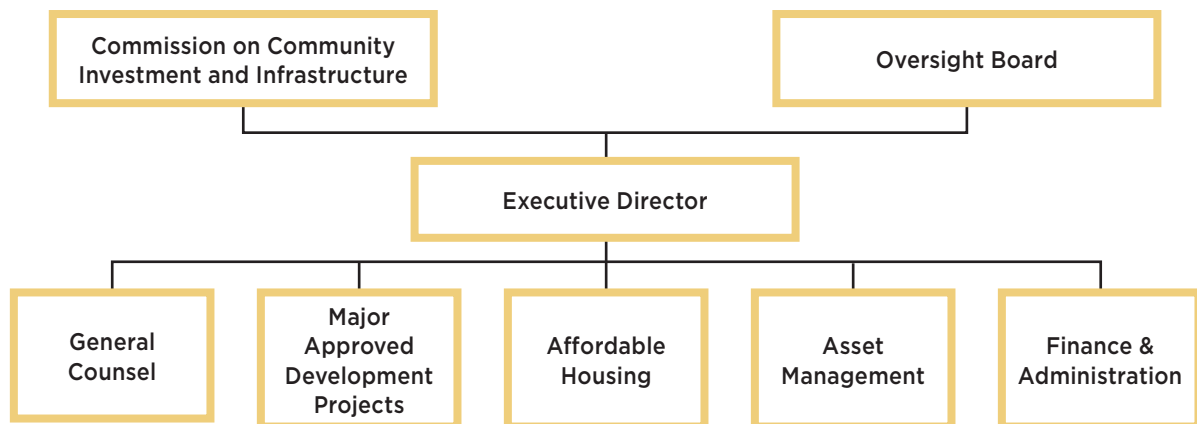 Commission on Community
Investment and Infrastructure
Oversight Board
Executive Director
General
Counsel
Major
Approved
Development
Projects
Affordable
Housing
Asset
Management
Finance &
Administration